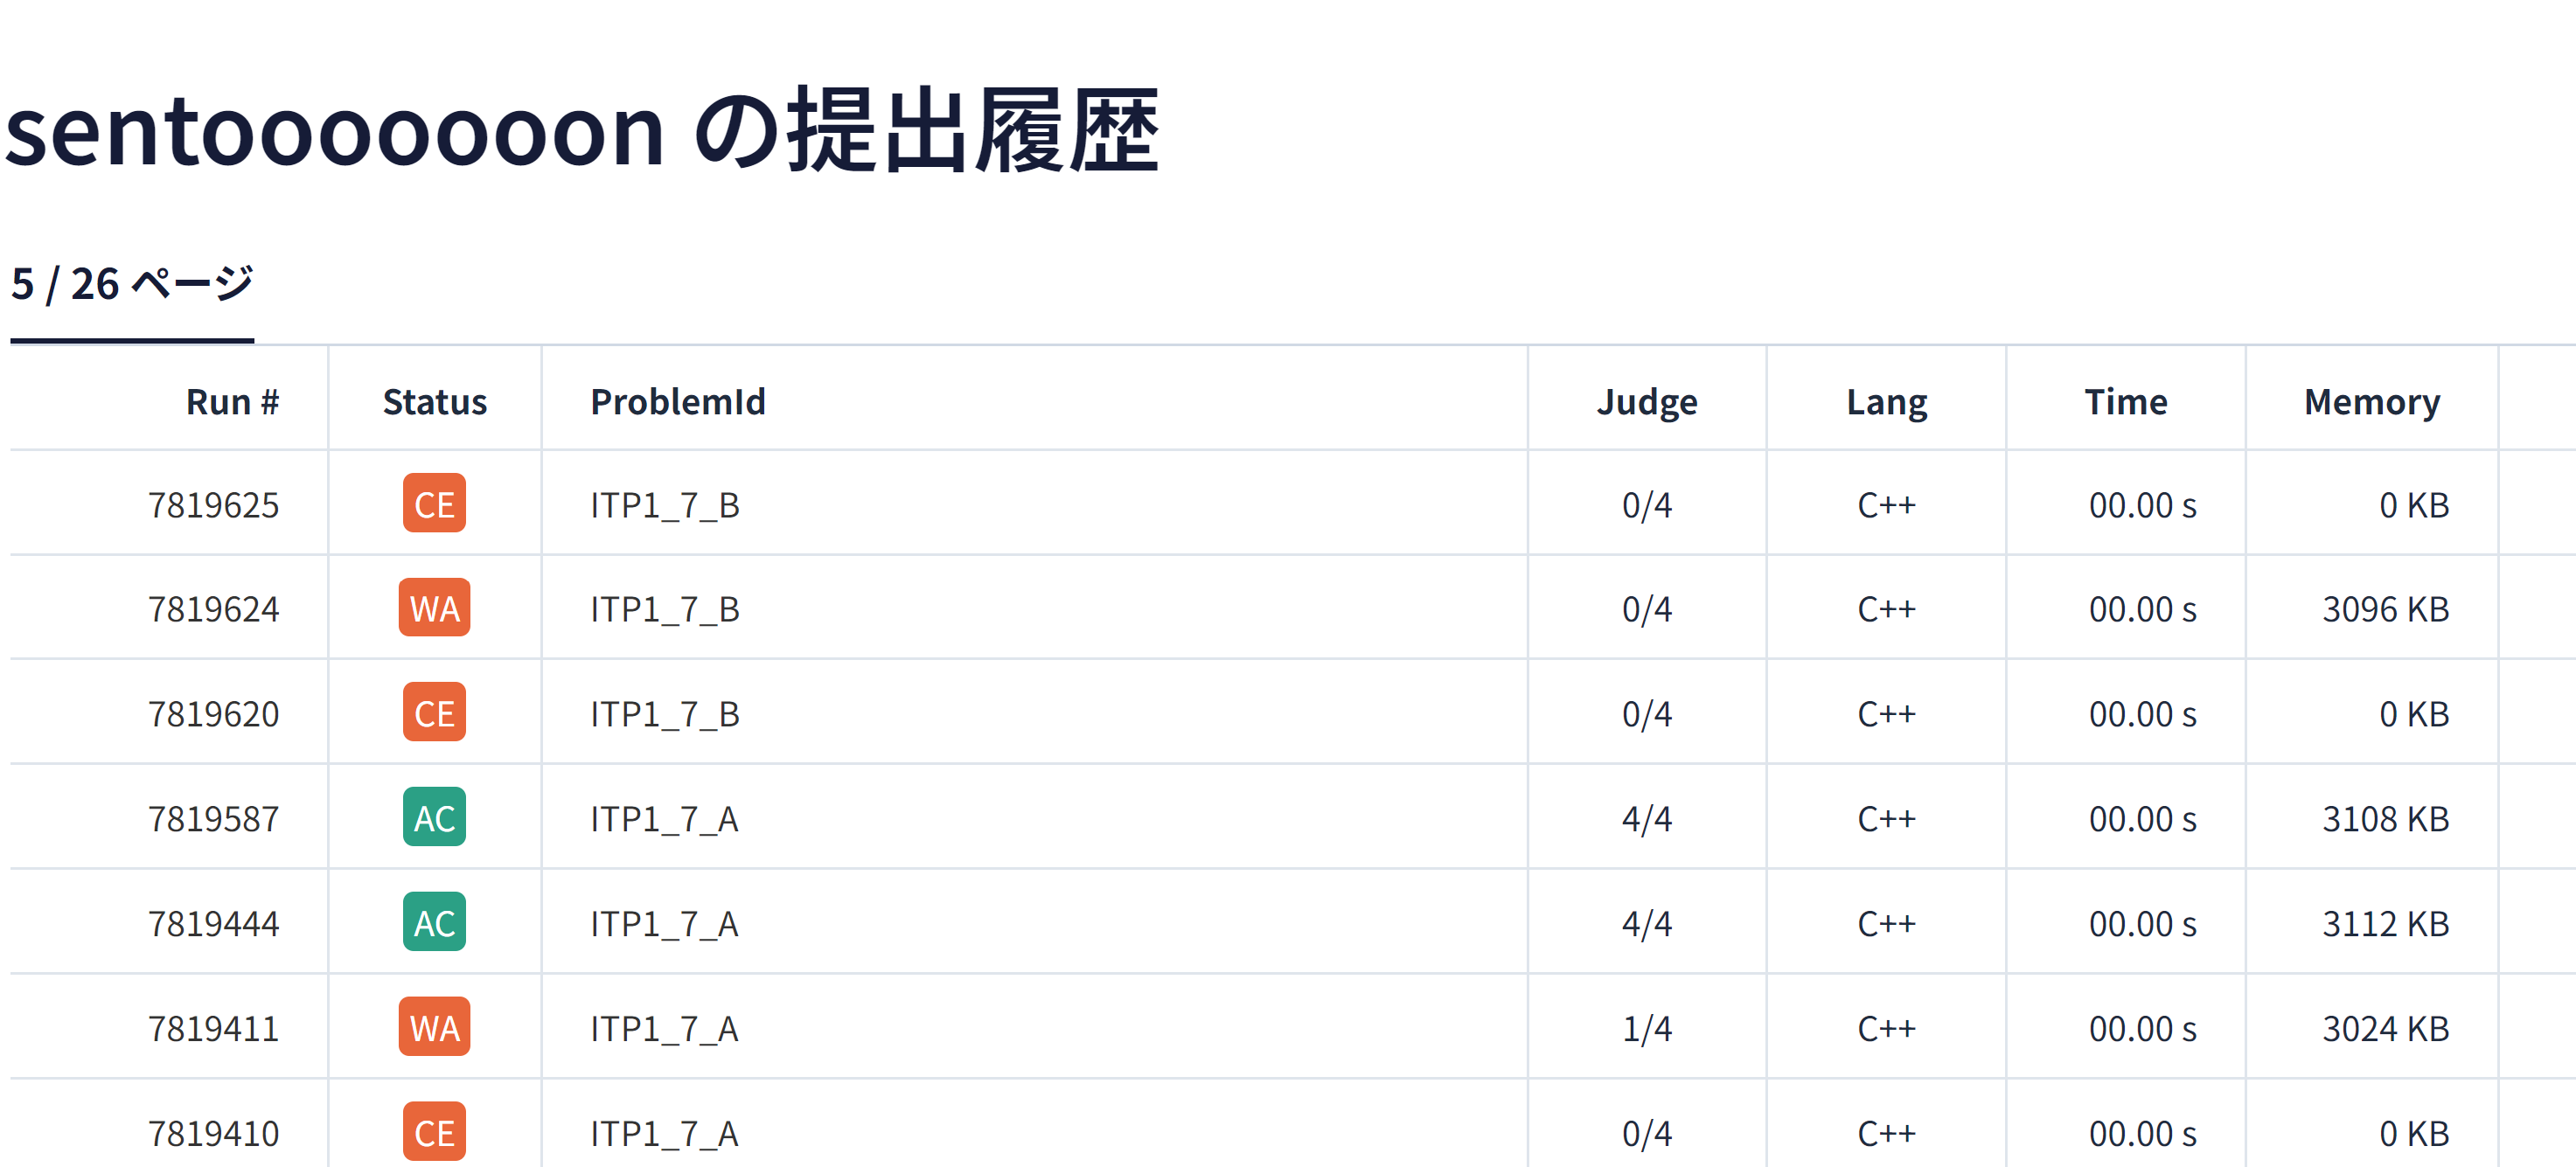 sentooooooon の提出履歴
5 / 26 ページ
Run # Status ProblemId Judge Lang Time Memory
7819625 CE ITP1_7_B 0/4 C++ 00.00 s 0 KB
7819624 WA ITP1_7_B 0/4 C++ 00.00 s 3096 KB
7819620 CE ITP1_7_B 0/4 C++ 00.00 s 0 KB
7819587 AC ITP1_7_A 4/4 C++ 00.00 s 3108 KB
7819444 AC ITP1_7_A 4/4 C++ 00.00 s 3112 KB
7819411 WA ITP1_7_A 1/4 C++ 00.00 s 3024 KB
7819410 CE ITP1_7_A 0/4 C++ 00.00 s 0 KB